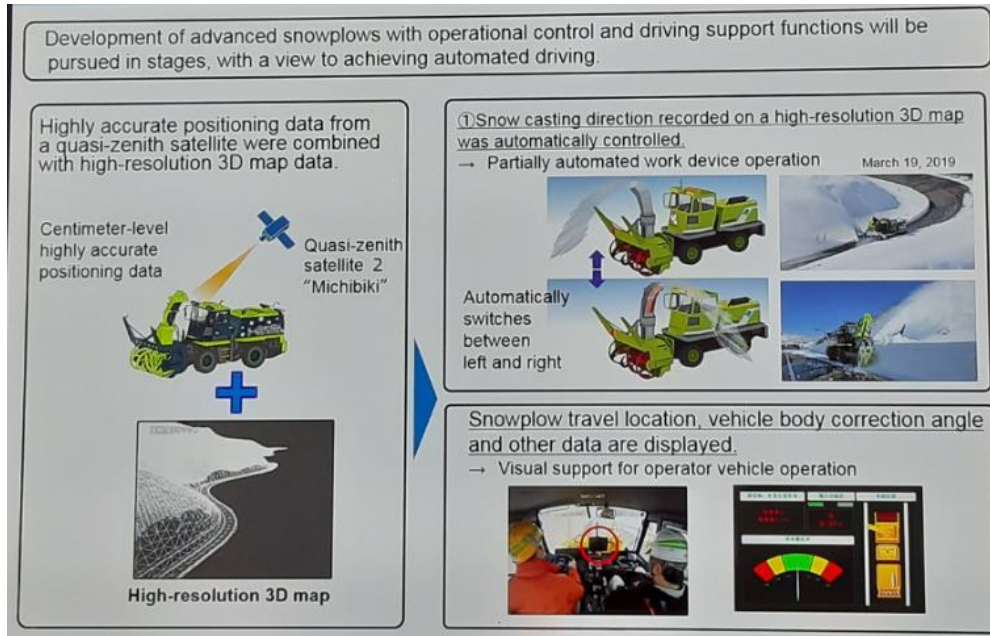 Development of advanced snowplows with operational control and driving support functions will be
pursued in stages, with a view to achieving automated driving.
Highly accurate positioning data from
a quasi-zenith satellite were combined
with high-resolution 3D map data.
Centimeter-level
highly accurate
positioning data
Quasi-zenith
satellite 2
“Michibiki”
High-resolution 3D map
①Snow casting direction recorded on a high-resolution 3D map
was automatically controlled.
→ Partially automated work device operation
March 19, 2019
Automatically
switches
between
left and right
Snowplow travel location, vehicle body correction angle
and other data are displayed.
→ Visual support for operator vehicle operation